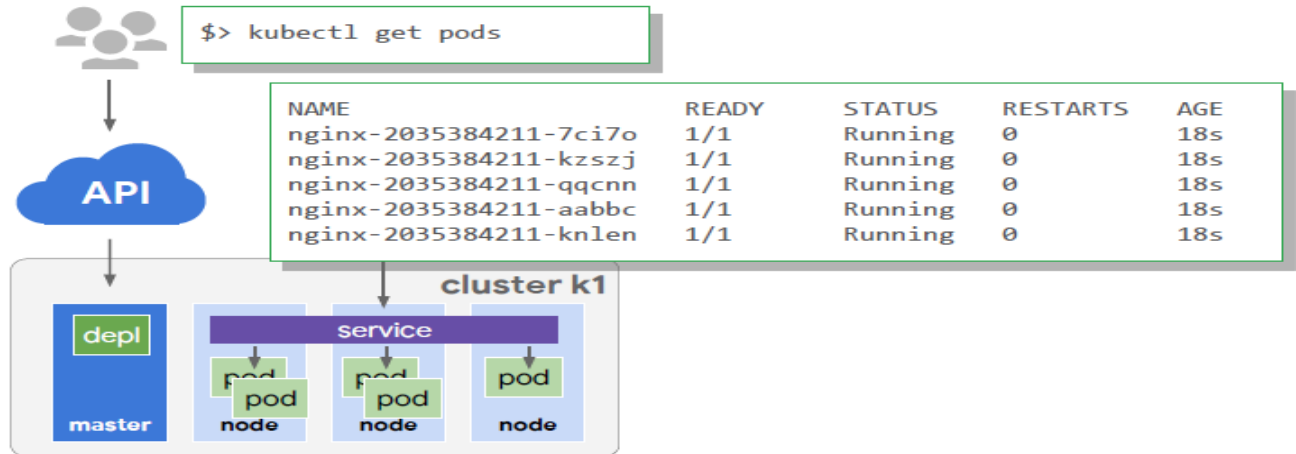 $> kubectl get pods
NAME READY STATUS RESTARTS AGE
nginx-2035384211-7ci7o 1/1 Running 0 18s
nginx-2035384211-kzszj 1/1 Running 0 18s
nginx-2035384211-qqcnn 1/1 Running 0 18s
nginx-2035384211-aabbc 1/1 Running 0 18s
nginx-2035384211-knlen 1/1 Running 0 18s
API
cluster k1
depl
service
pod
pod
pod
pod
pod
master
node
node
node